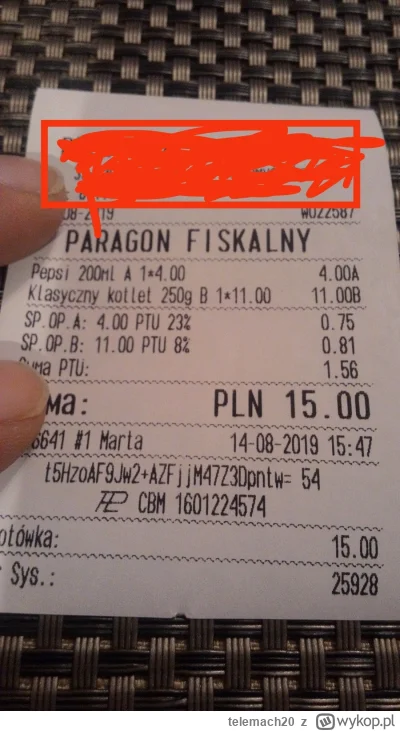 08-2019 W022587
PARAGON FISKALNY
Pepsi 200ml A 1*4.00 4.00A
Klasyczny kotlet 250g B 1*11.00 11.00B
SP.OP.A: 4.00 PTU 23% 0.75
SP.OP.B: 11.00 PTU 8% 0.81
Suma PTU: 1.56
ma: PLN 15.00
6641 #1 Marta 14-08-2019 15:47
t5HzoAF9Jw2+AZFjjM47Z3Dpntw= 54
CBM 1601224574
otówka: 15.00
Sys.: 25928
telemach20 z wykop.pl